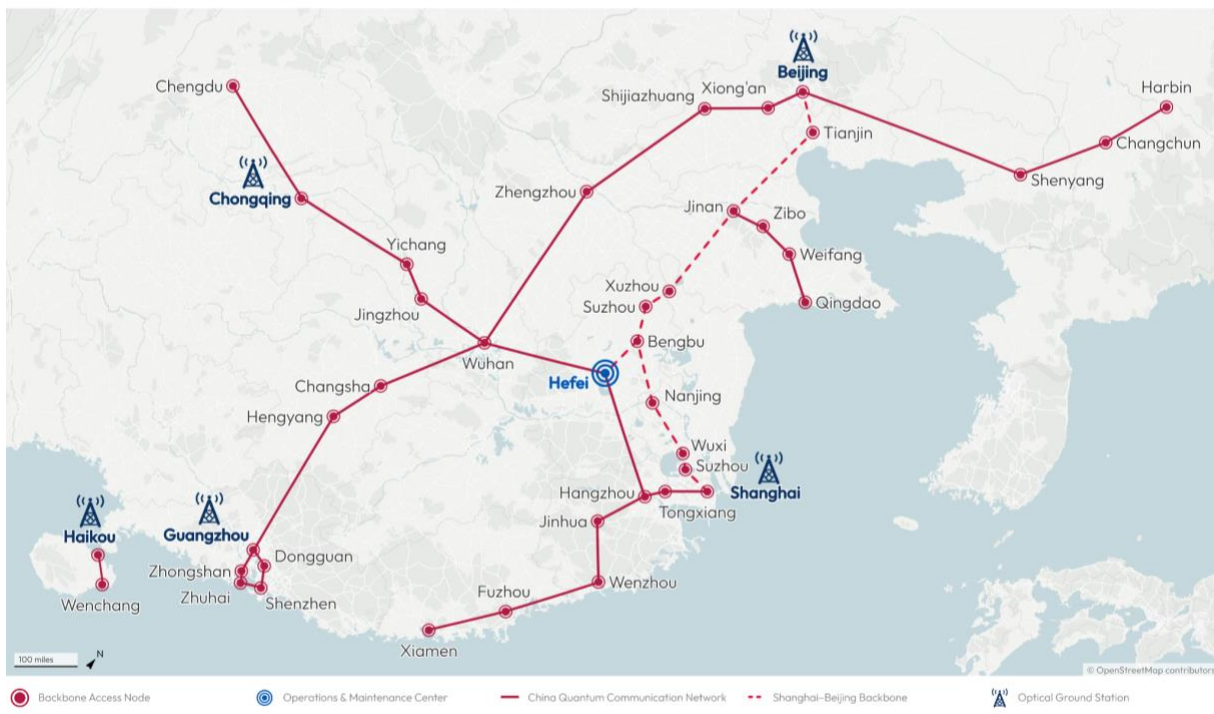 Beijing
Harbin
Chengdu
Xiong'an
Shijiazhuang
Tianjin
Changchun
Shenyang
Chongqing
Zhengzhou
Jinan
Zibo
Yichang
Weifang
Xuzhou
Suzhou
Qingdao
Jingzhou
Bengbu
Wuhan
Hefei
Changsha
Nanjing
Hengyang
Wuxi
Suzhou
Shanghai
Hangzhou
Tongxiang
Jinhua
Haikou
Guangzhou
Dongguan
Zhongshan
Wenzhou
Zhuhai
Shenzhen
Wenchang
Fuzhou
Xiamen
100 miles
N
© OpenStreetMap contributors
Backbone Access Node
Operations & Maintenance Center
China Quantum Communication Network
Shanghai–Beijing Backbone
Optical Ground Station